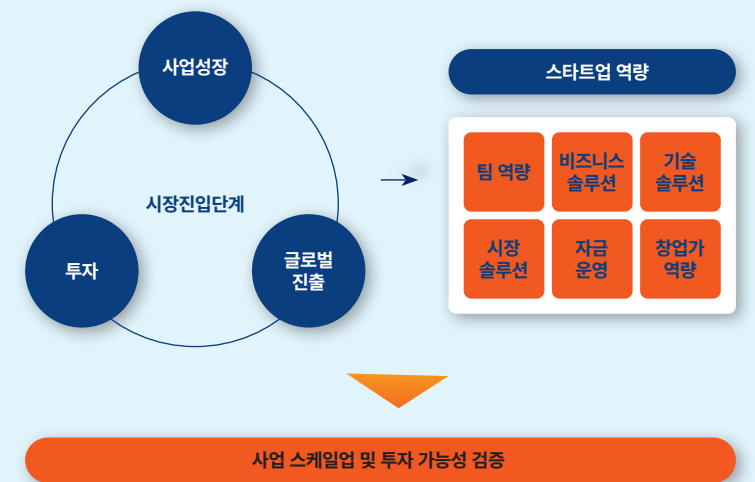 사업성장
시장진입단계
투자
글로벌
진출
스타트업 역량
팀 역량
비즈니스
솔루션
기술
솔루션
시장
솔루션
자금
운영
창업가
역량
사업 스케일업 및 투자 가능성 검증